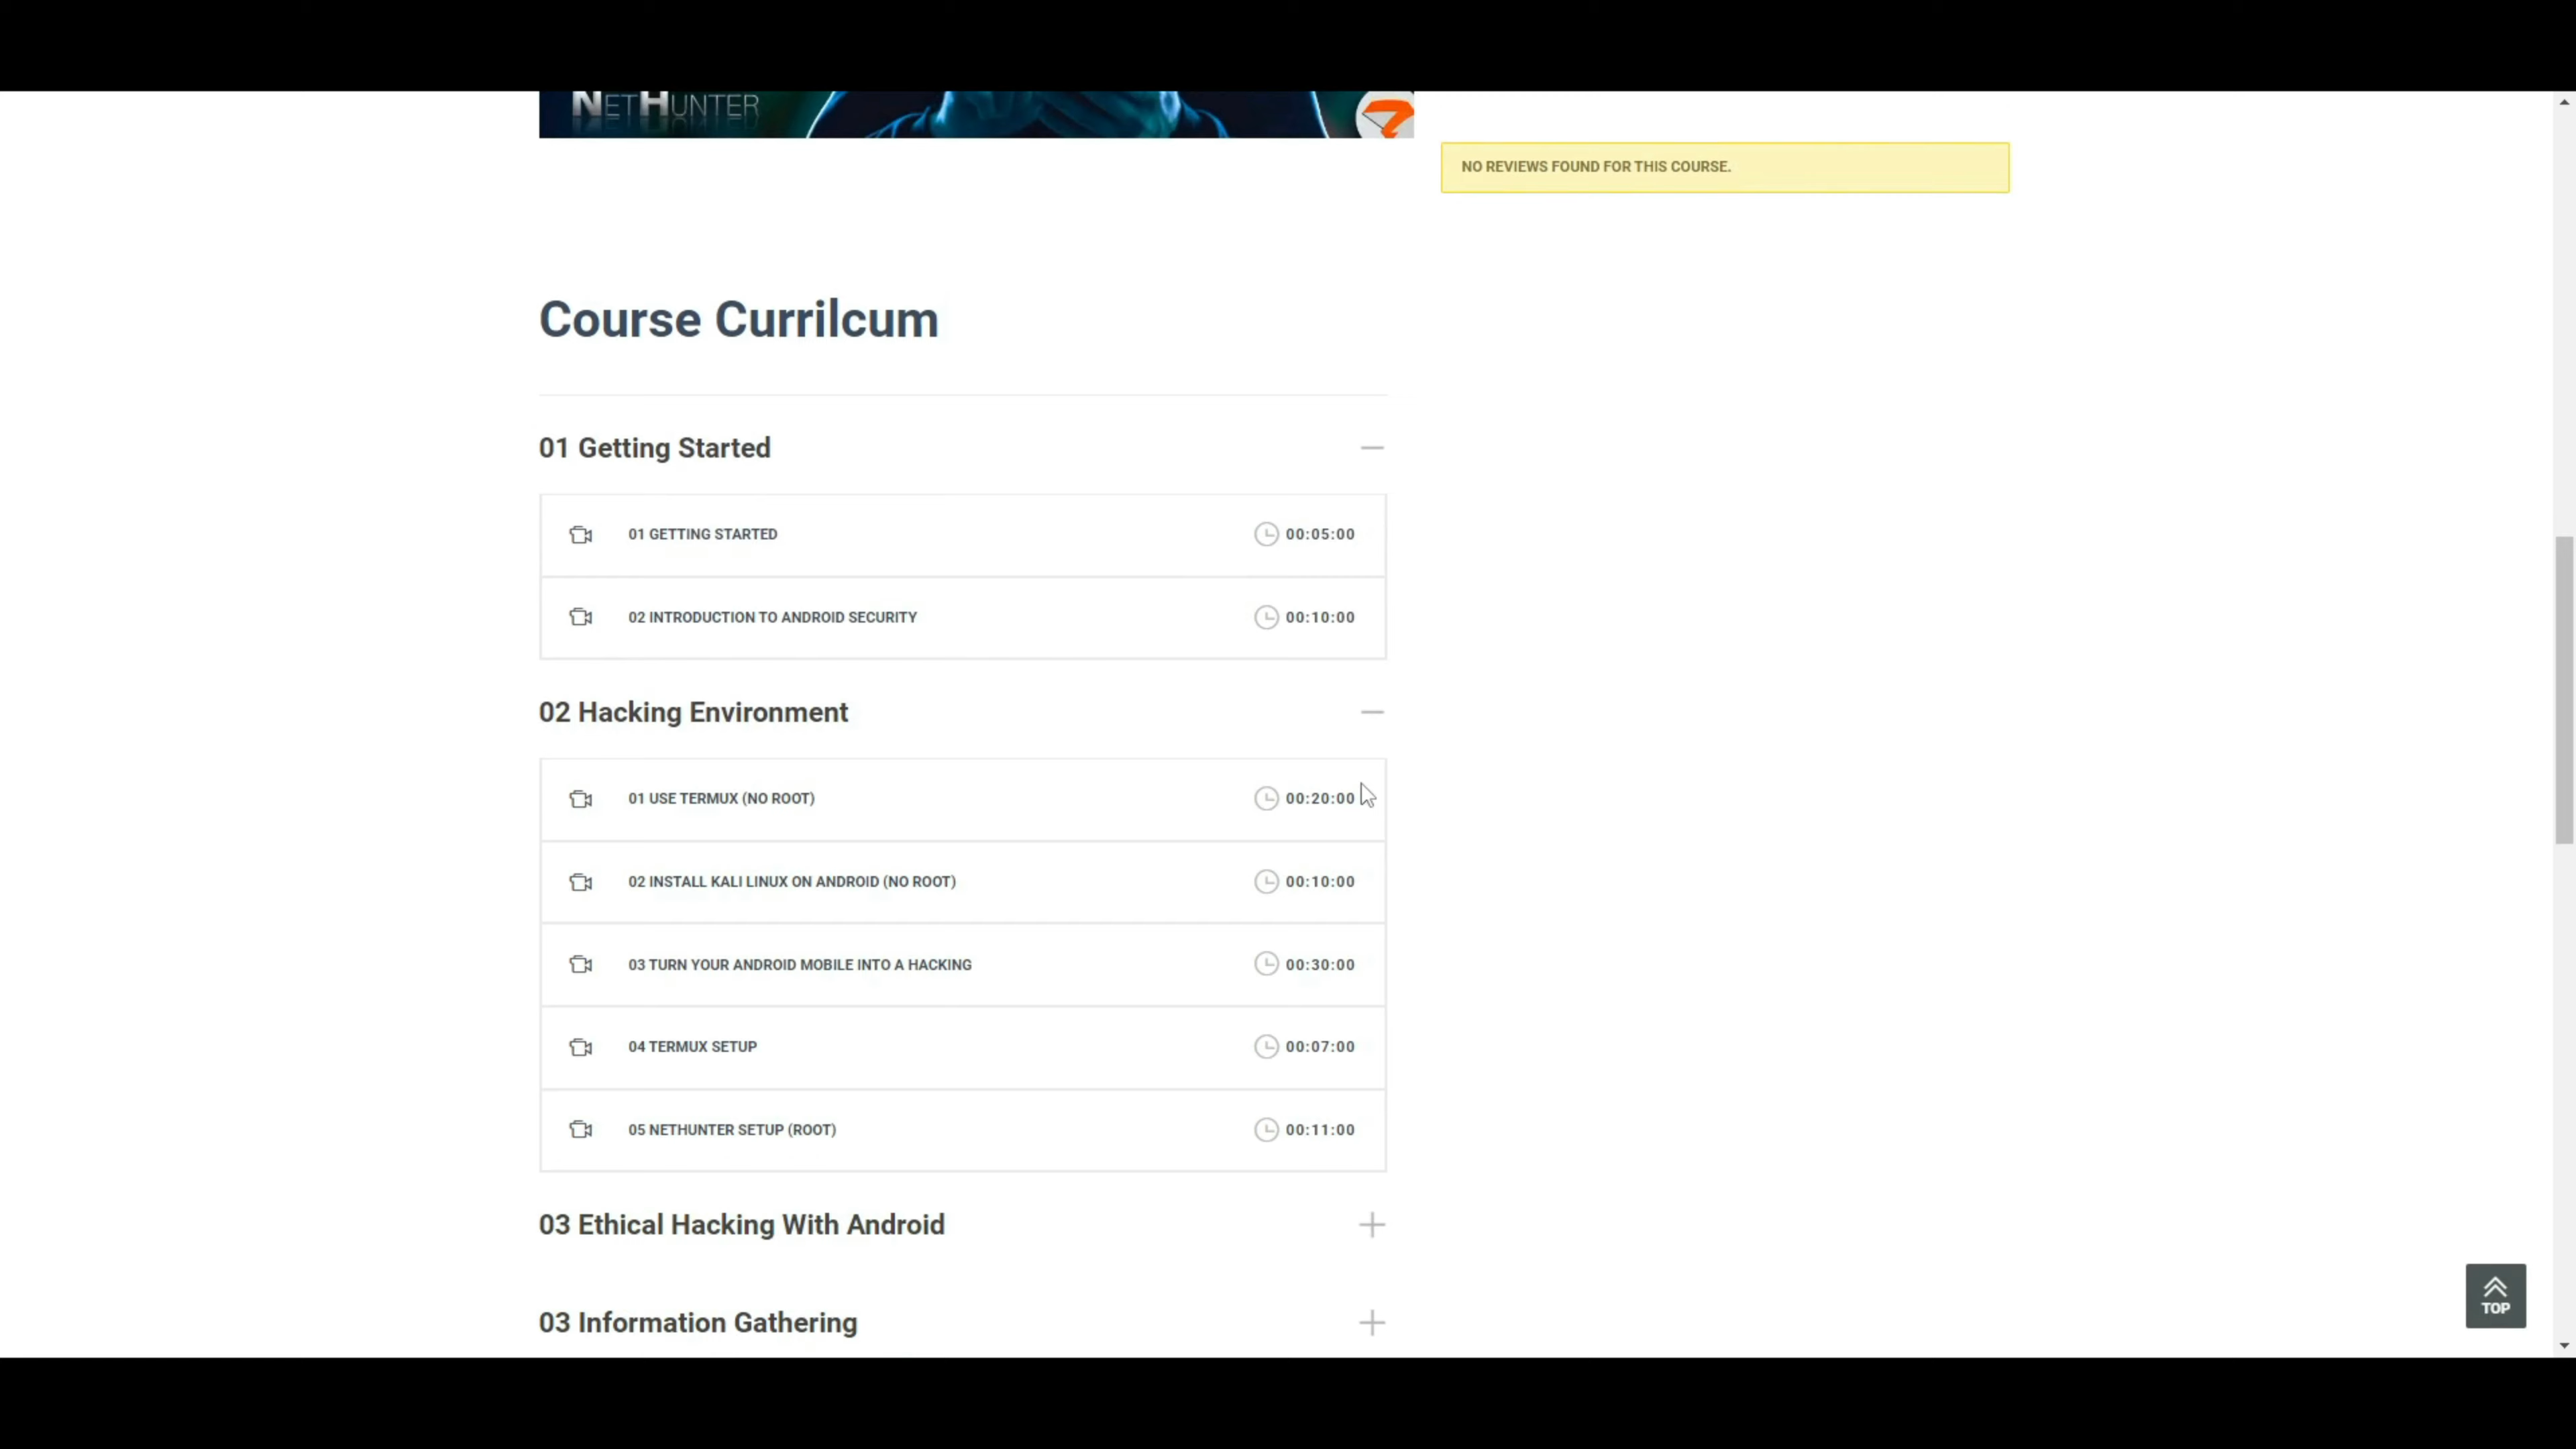 NETHUNTER
NO REVIEWS FOUND FOR THIS COURSE.
Course Currilcum
01 Getting Started
01 GETTING STARTED 00:05:00
02 INTRODUCTION TO ANDROID SECURITY 00:10:00
02 Hacking Environment
01 USE TERMUX (NO ROOT) 00:20:00
02 INSTALL KALI LINUX ON ANDROID (NO ROOT) 00:10:00
03 TURN YOUR ANDROID MOBILE INTO A HACKING 00:30:00
04 TERMUX SETUP 00:07:00
05 NETHUNTER SETUP (ROOT) 00:11:00
03 Ethical Hacking With Android
03 Information Gathering
TOP